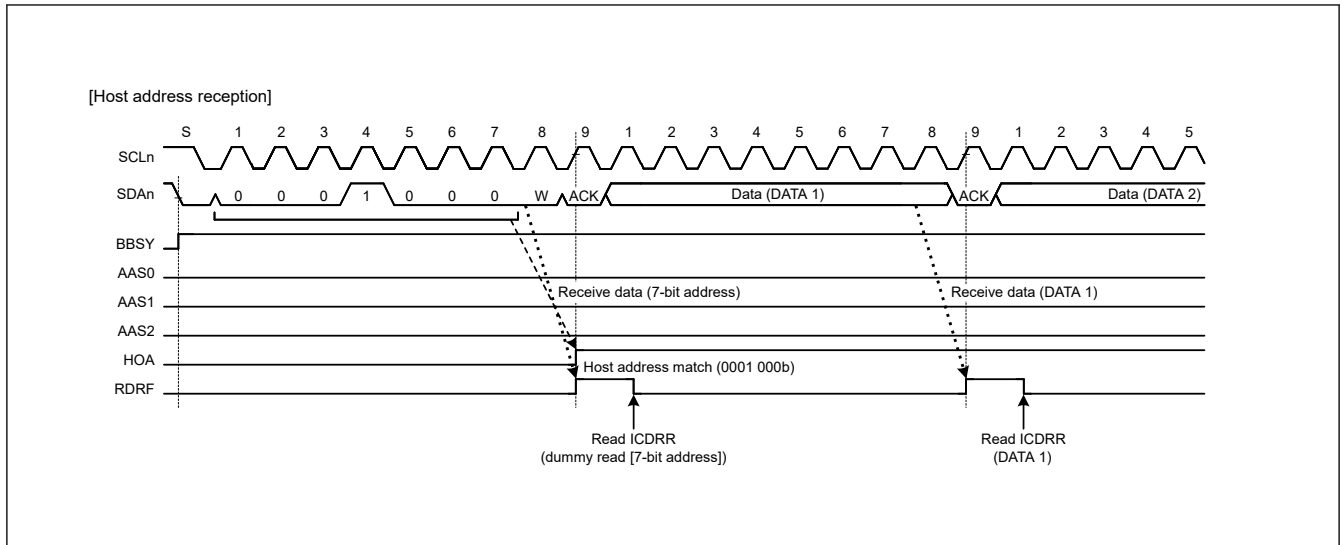 [Host address reception]
S 1 2 3 4 5 6 7 8 9 1 2 3 4 5 6 7 8 9 1 2 3 4 5
SCLn
SDAn 0 0 0 1 0 0 0 W ACK Data (DATA 1) ACK Data (DATA 2)
BBSY
AAS0
Receive data (7-bit address) Receive data (DATA 1)
AAS1
AAS2
HOA
Host address match (0001 000b)
RDRF
Read ICDRR Read ICDRR
(dummy read [7-bit address]) (DATA 1)